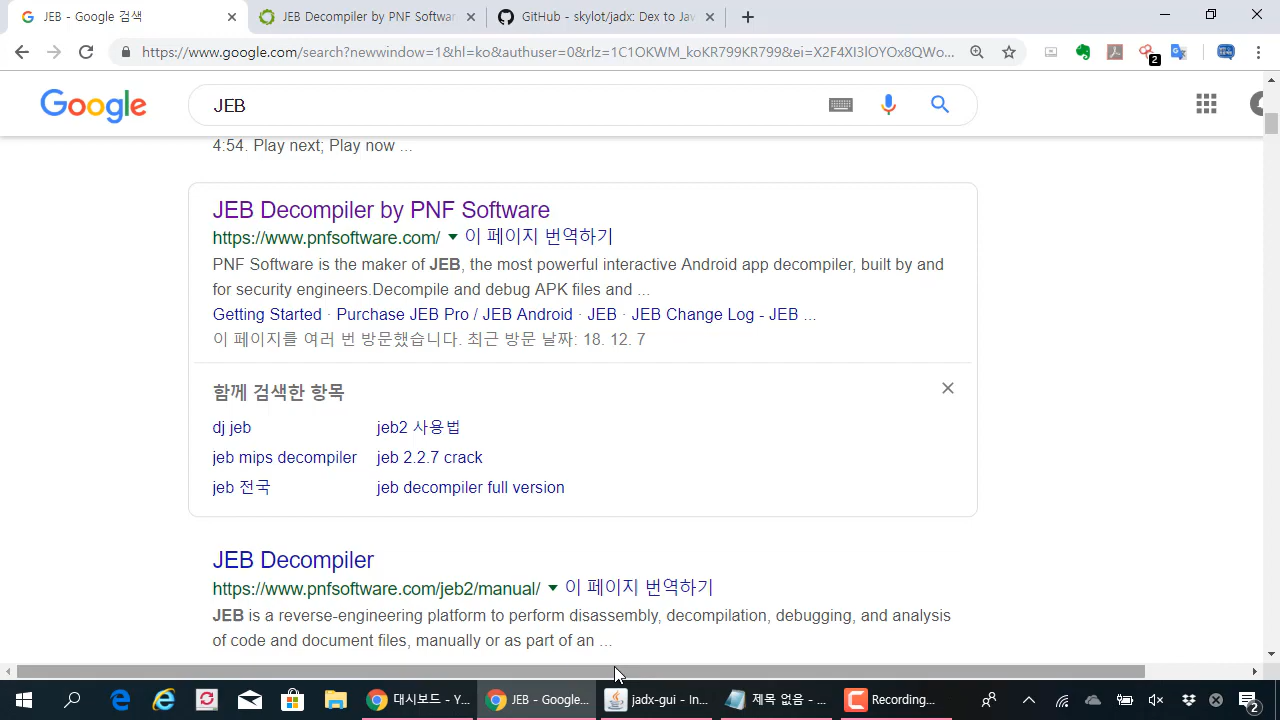 JEB - Google 검색
JEB Decompiler by PNF Softwar
GitHub - skylot/jadx: Dex to Jav
https://www.google.com/search?newwindow=1&hl=ko&authuser=0&rlz=1C1OKWM_koKR799KR799&ei=X2F4XI3lOYOx8QWo...
2
Google
JEB
4:54. Play next; Play now ...
JEB Decompiler by PNF Software
https://www.pnfsoftware.com/ 이 페이지 번역하기
PNF Software is the maker of JEB, the most powerful interactive Android app decompiler, built by and
for security engineers.Decompile and debug APK files and ...
Getting Started · Purchase JEB Pro / JEB Android · JEB · JEB Change Log - JEB ...
이 페이지를 여러 번 방문했습니다. 최근 방문 날짜: 18. 12. 7
함께 검색한 항목
dj jeb jeb2 사용법
jeb mips decompiler jeb 2.2.7 crack
jeb 전국 jeb decompiler full version
JEB Decompiler
https://www.pnfsoftware.com/jeb2/manual/ 이 페이지 번역하기
JEB is a reverse-engineering platform to perform disassembly, decompilation, debugging, and analysis
of code and document files, manually or as part of an ...
대시보드 - Y...
JEB - Google...
jadx-gui - In...
제목 없음 - ...
Recording...
2